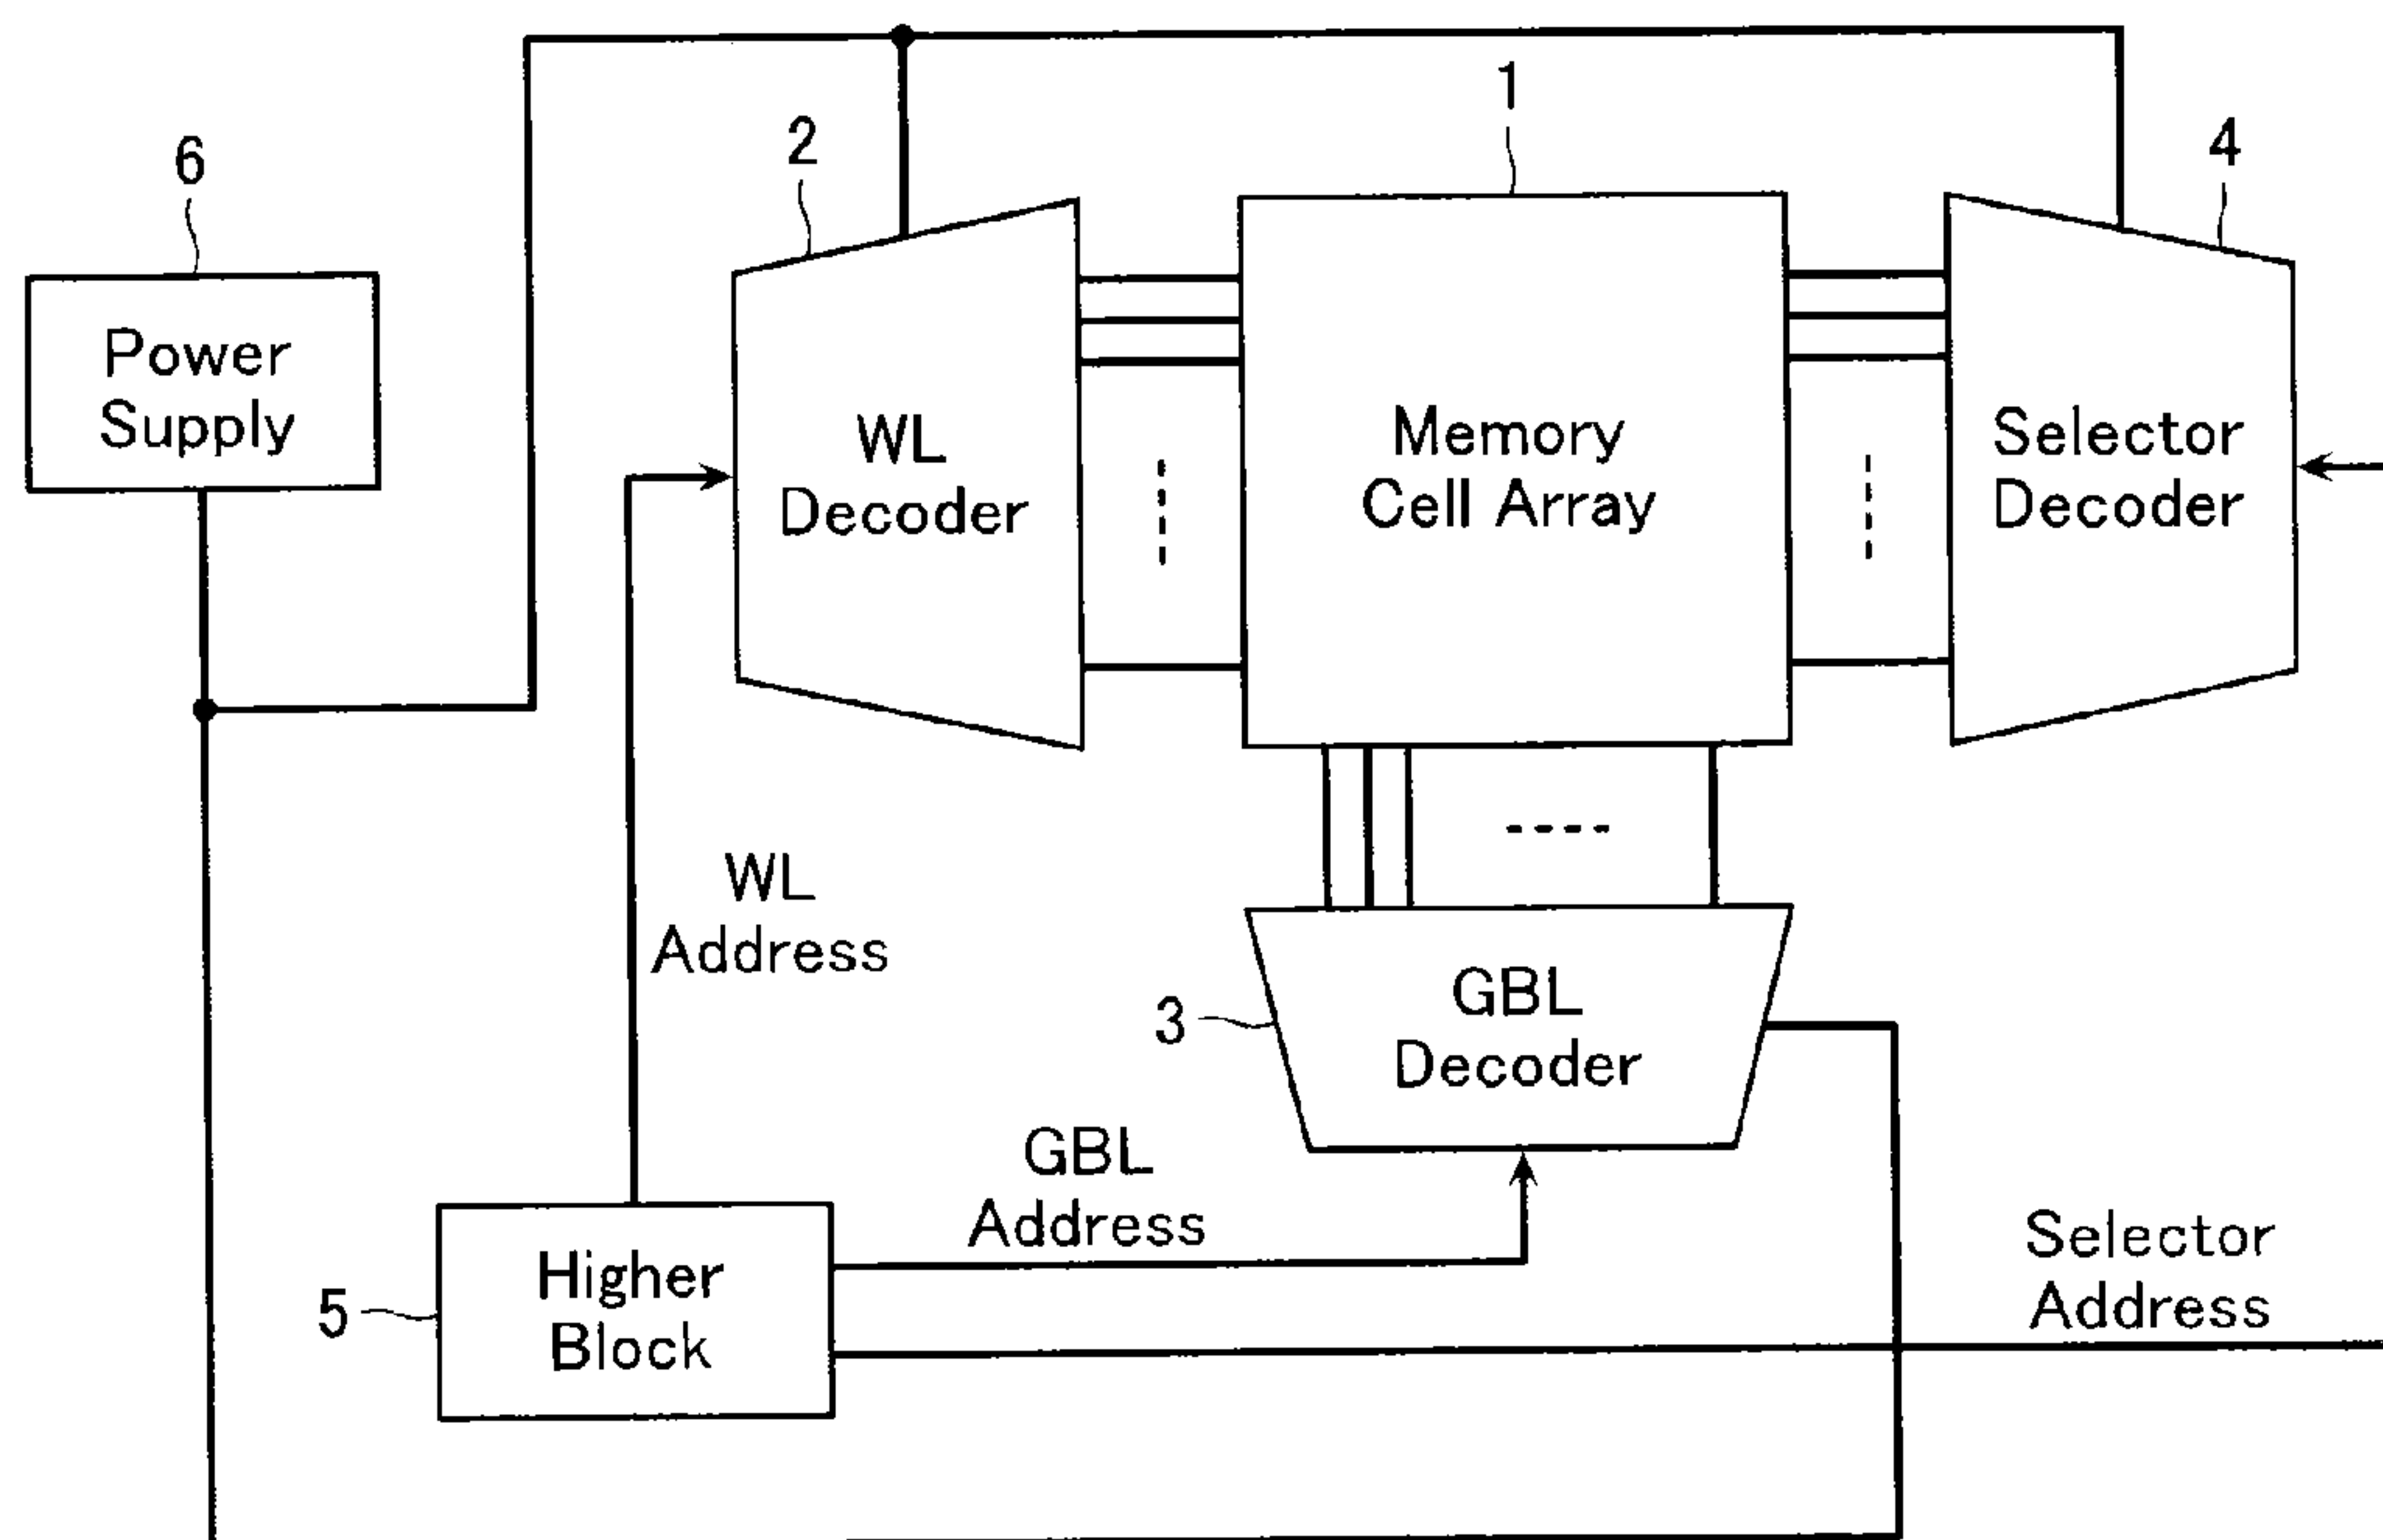 1
2
4
6
Power
Supply
WL
Decoder
Memory
Cell Array
Selector
Decoder
WL
Address
GBL
Decoder
3
GBL
Address
Selector
Address
Higher
Block
5